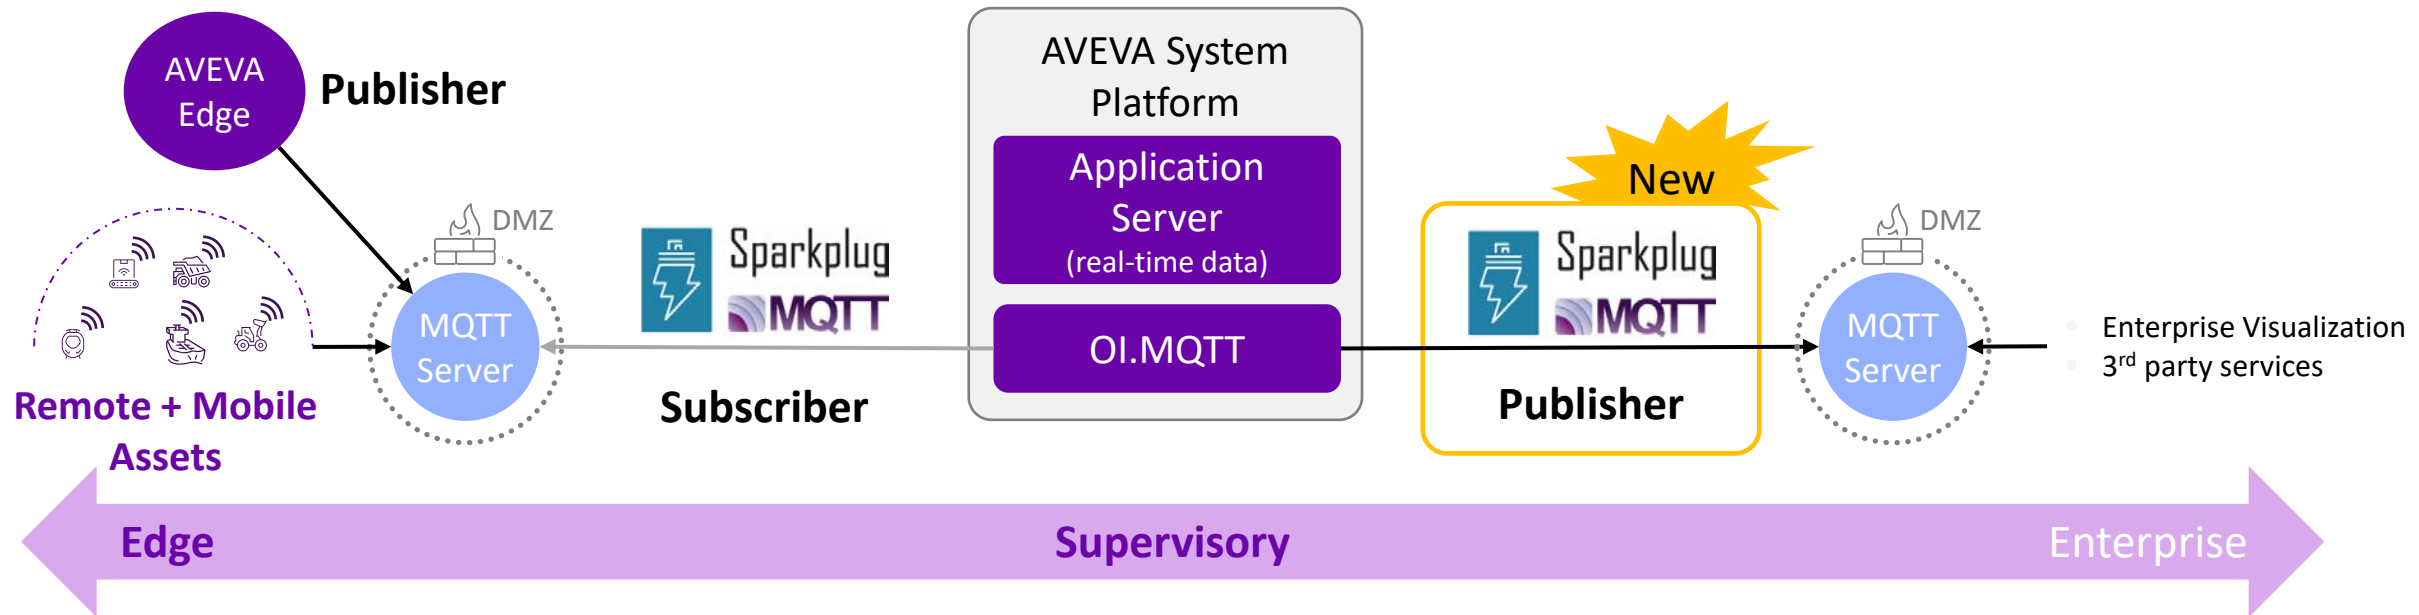 AVEVA
Edge
Publisher
DMZ
MQTT
Server
Remote + Mobile
Assets
Sparkplug
MQTT
Subscriber
AVEVA System
Platform
Application
Server
(real-time data)
OI.MQTT
New
Sparkplug
MQTT
Publisher
DMZ
MQTT
Server
Enterprise Visualization
3rd party services
Edge
Supervisory
Enterprise